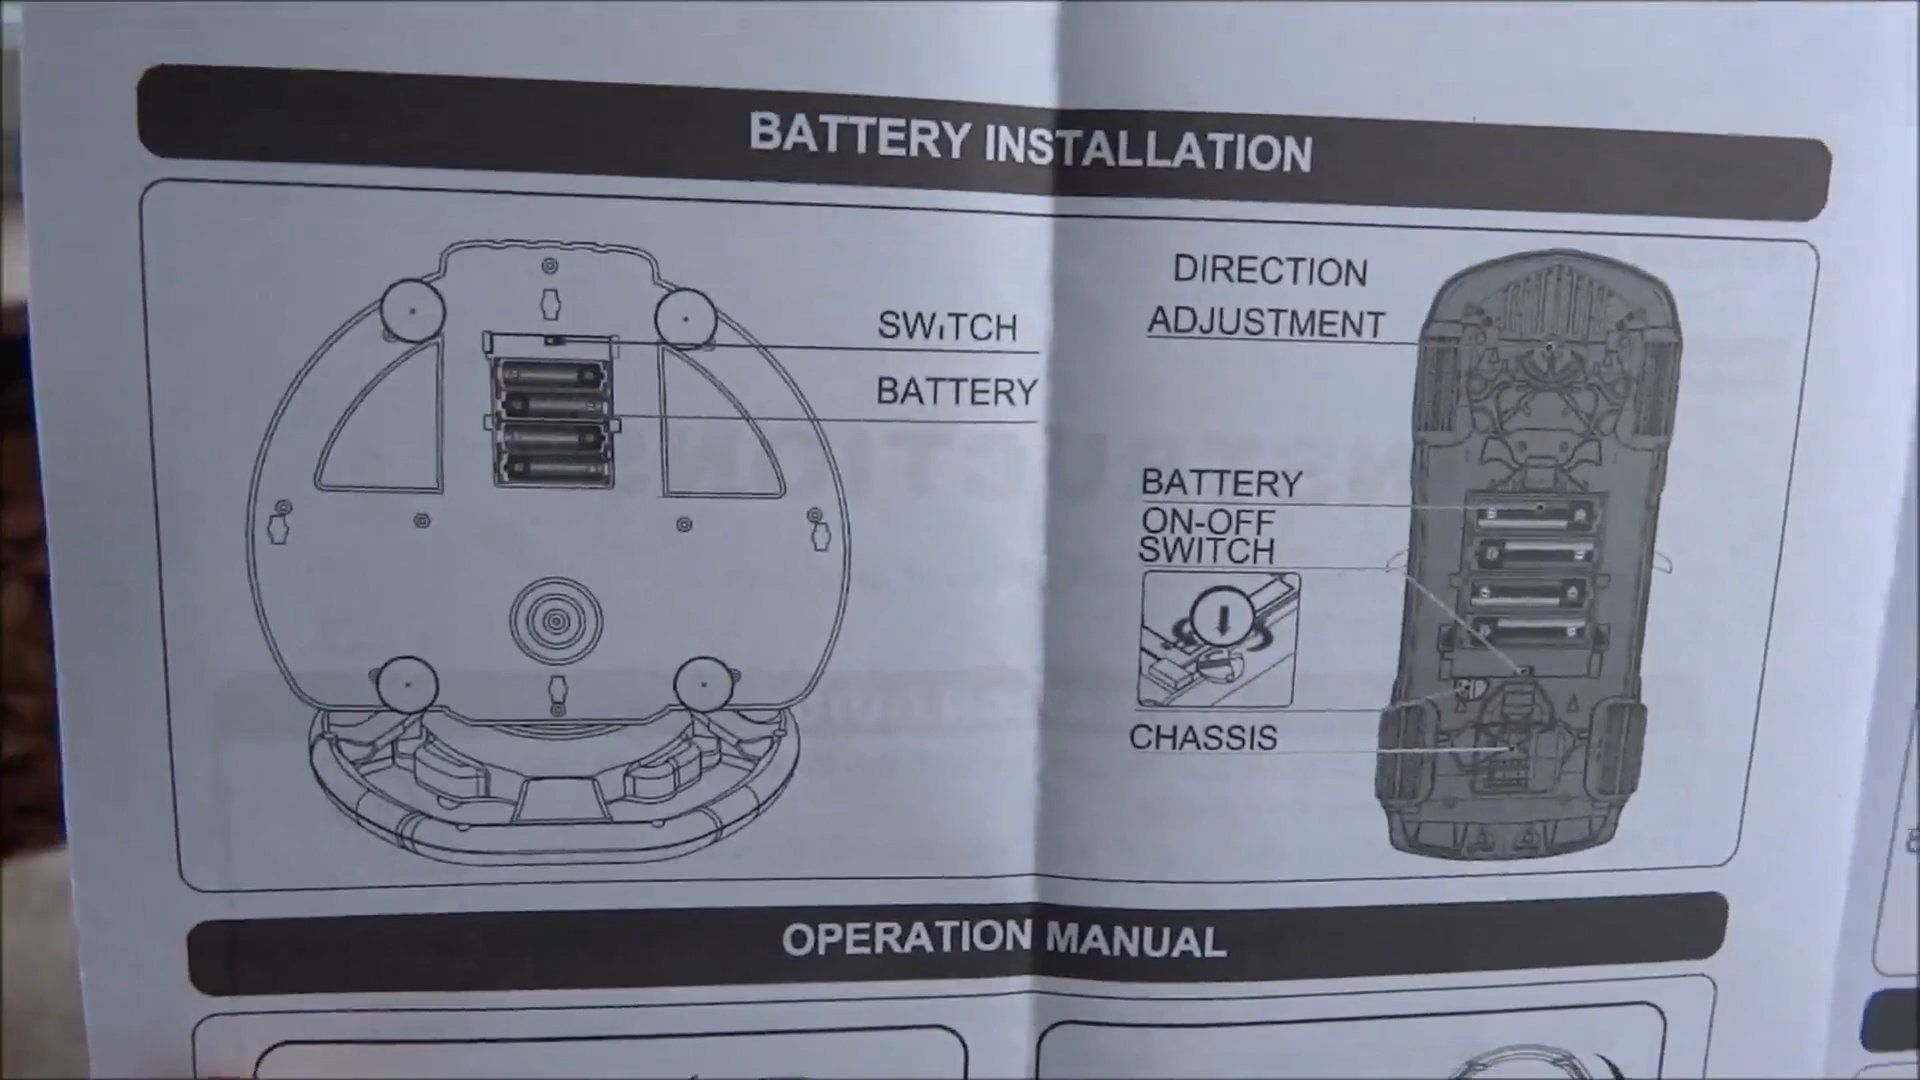 BATTERY INSTALLATION
SWiTCH
BATTERY
DIRECTION
ADJUSTMENT
BATTERY
ON-OFF
SWITCH
CHASSIS
OPERATION MANUAL